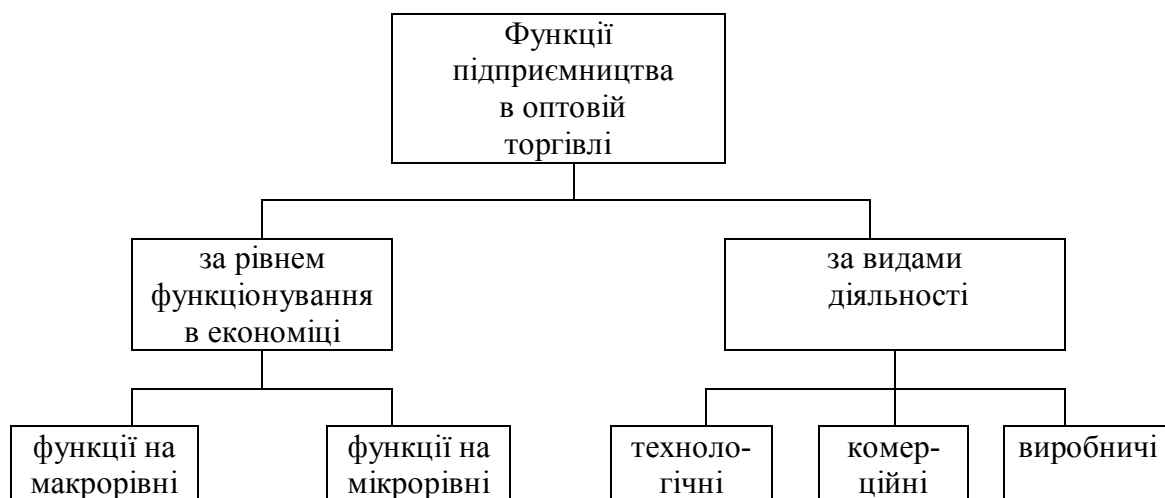 Функції
підприємництва
в оптовій
торгівлі
за рівнем
функціонування
в економіці
за видами
діяльності
функції на
макрорівні
функції на
мікрорівні
техноло-
гічні
комер-
ційні
виробничі